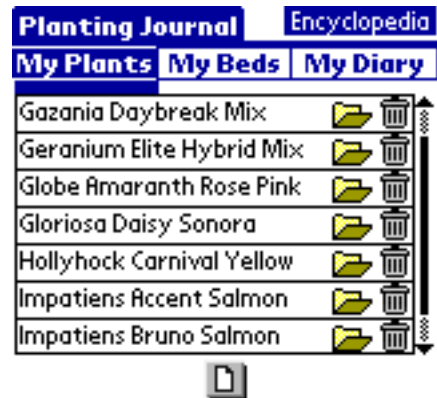 Planting Journal Encyclopedia
My Plants My Beds My Diary
Gazania Daybreak Mix
Geranium Elite Hybrid Mix
Globe Amaranth Rose Pink
Gloriosa Daisy Sonora
Hollyhock Carnival Yellow
Impatiens Accent Salmon
Impatiens Bruno Salmon